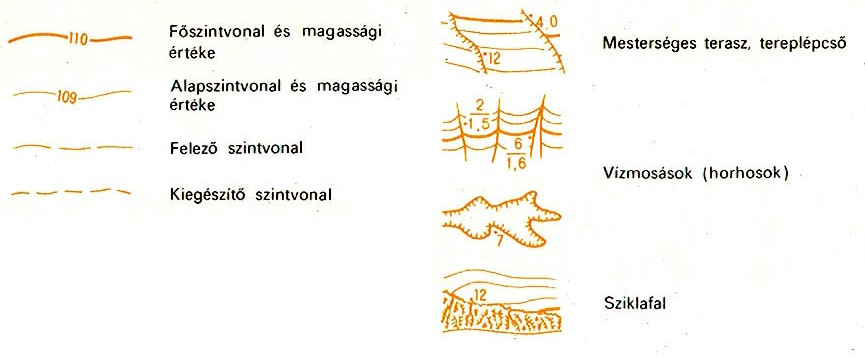 110
Főszintvonal és magassági
értéke
109
Alapszintvonal és magassági
értéke
Felező szintvonal
Kiegészítő szintvonal
4,0
12
Mesterséges terasz, tereplépcső
2
1,5
6
1,6
Vízmosások (horhosok)
7
12
Sziklafal